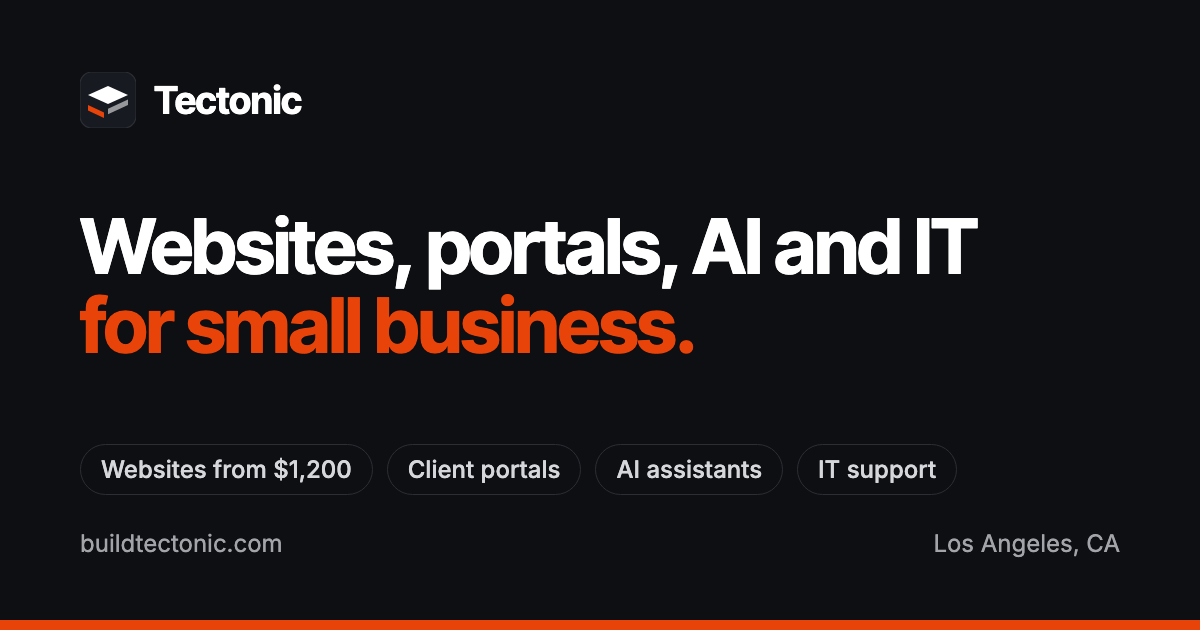 Tectonic
Websites, portals, AI and IT
for small business.
Websites from $1,200
Client portals
AI assistants
IT support
buildtectonic.com
Los Angeles, CA